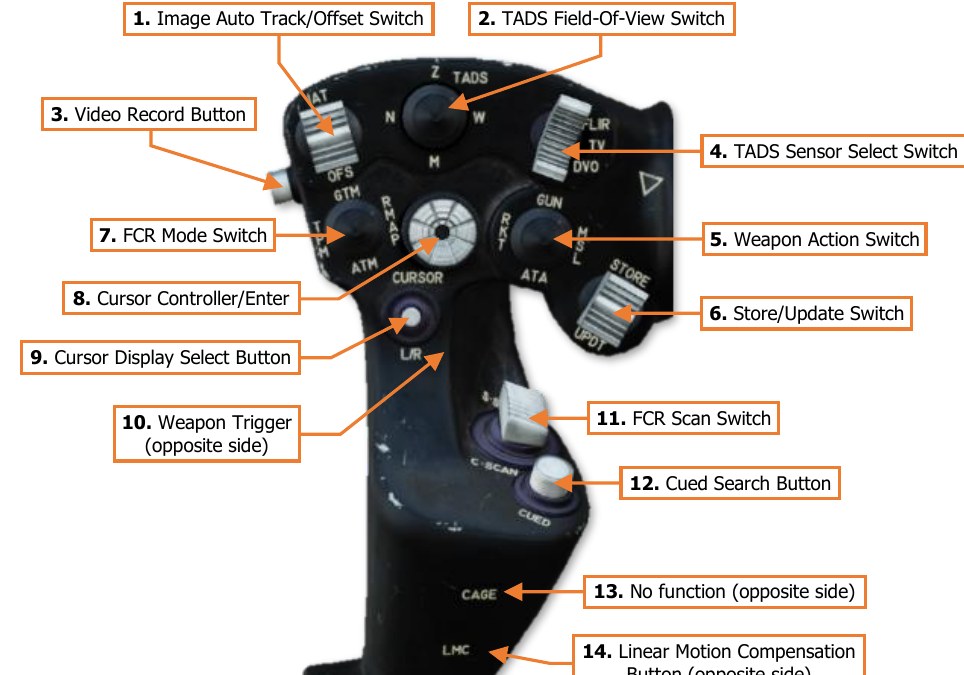 1. Image Auto Track/Offset Switch
2. TADS Field-Of-View Switch
3. Video Record Button
4. TADS Sensor Select Switch
7. FCR Mode Switch
5. Weapon Action Switch
8. Cursor Controller/Enter
6. Store/Update Switch
9. Cursor Display Select Button
10. Weapon Trigger
(opposite side)
11. FCR Scan Switch
12. Cued Search Button
13. No function (opposite side)
14. Linear Motion Compensation
Button (opposite side)
IAT
OFS
Z
TADS
N
W
M
FLIR
TV
DVO
GTM
RMAP
ATM
GUN
RKT
MSL
ATA
CURSOR
STORE
UPDT
L/R
C-SCAN
CUED
CAGE
LMC